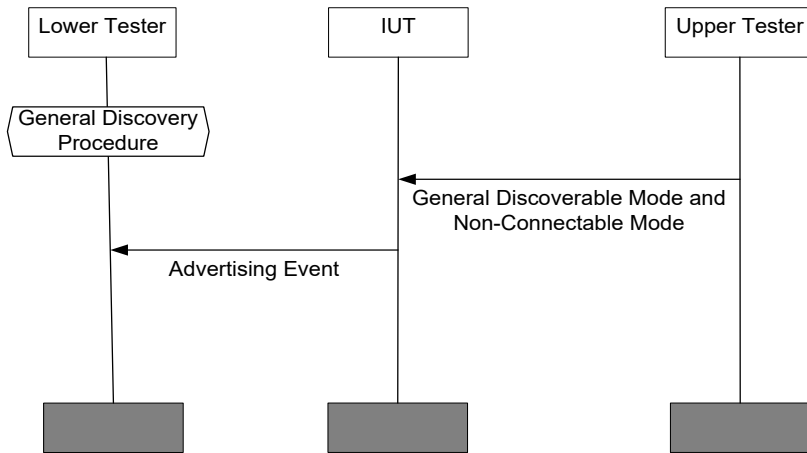 Lower Tester
IUT
Upper Tester
General Discovery
Procedure
General Discoverable Mode and
Non-Connectable Mode
Advertising Event